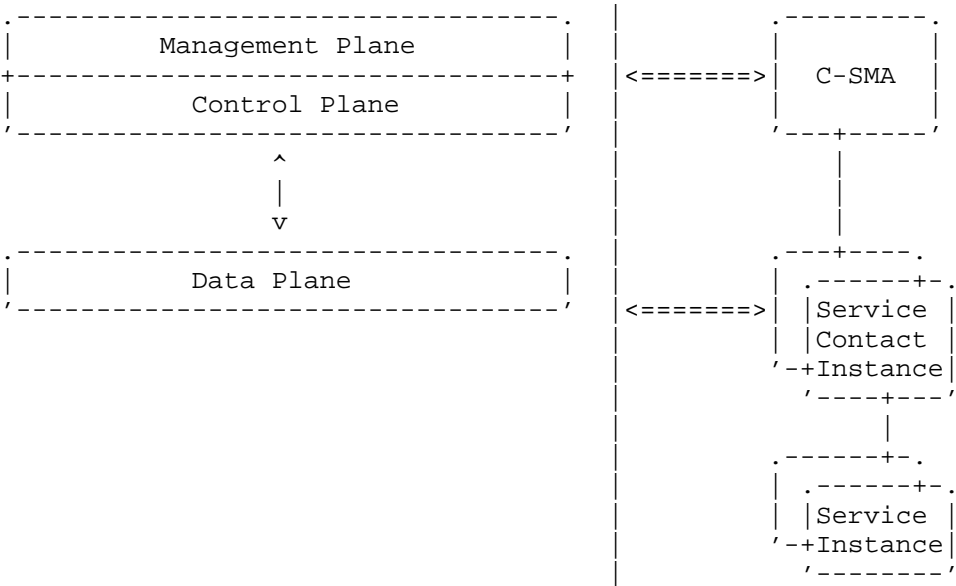 Management Plane
C-SMA
Control Plane
Data Plane
Service
Contact
Instance
Service
Instance